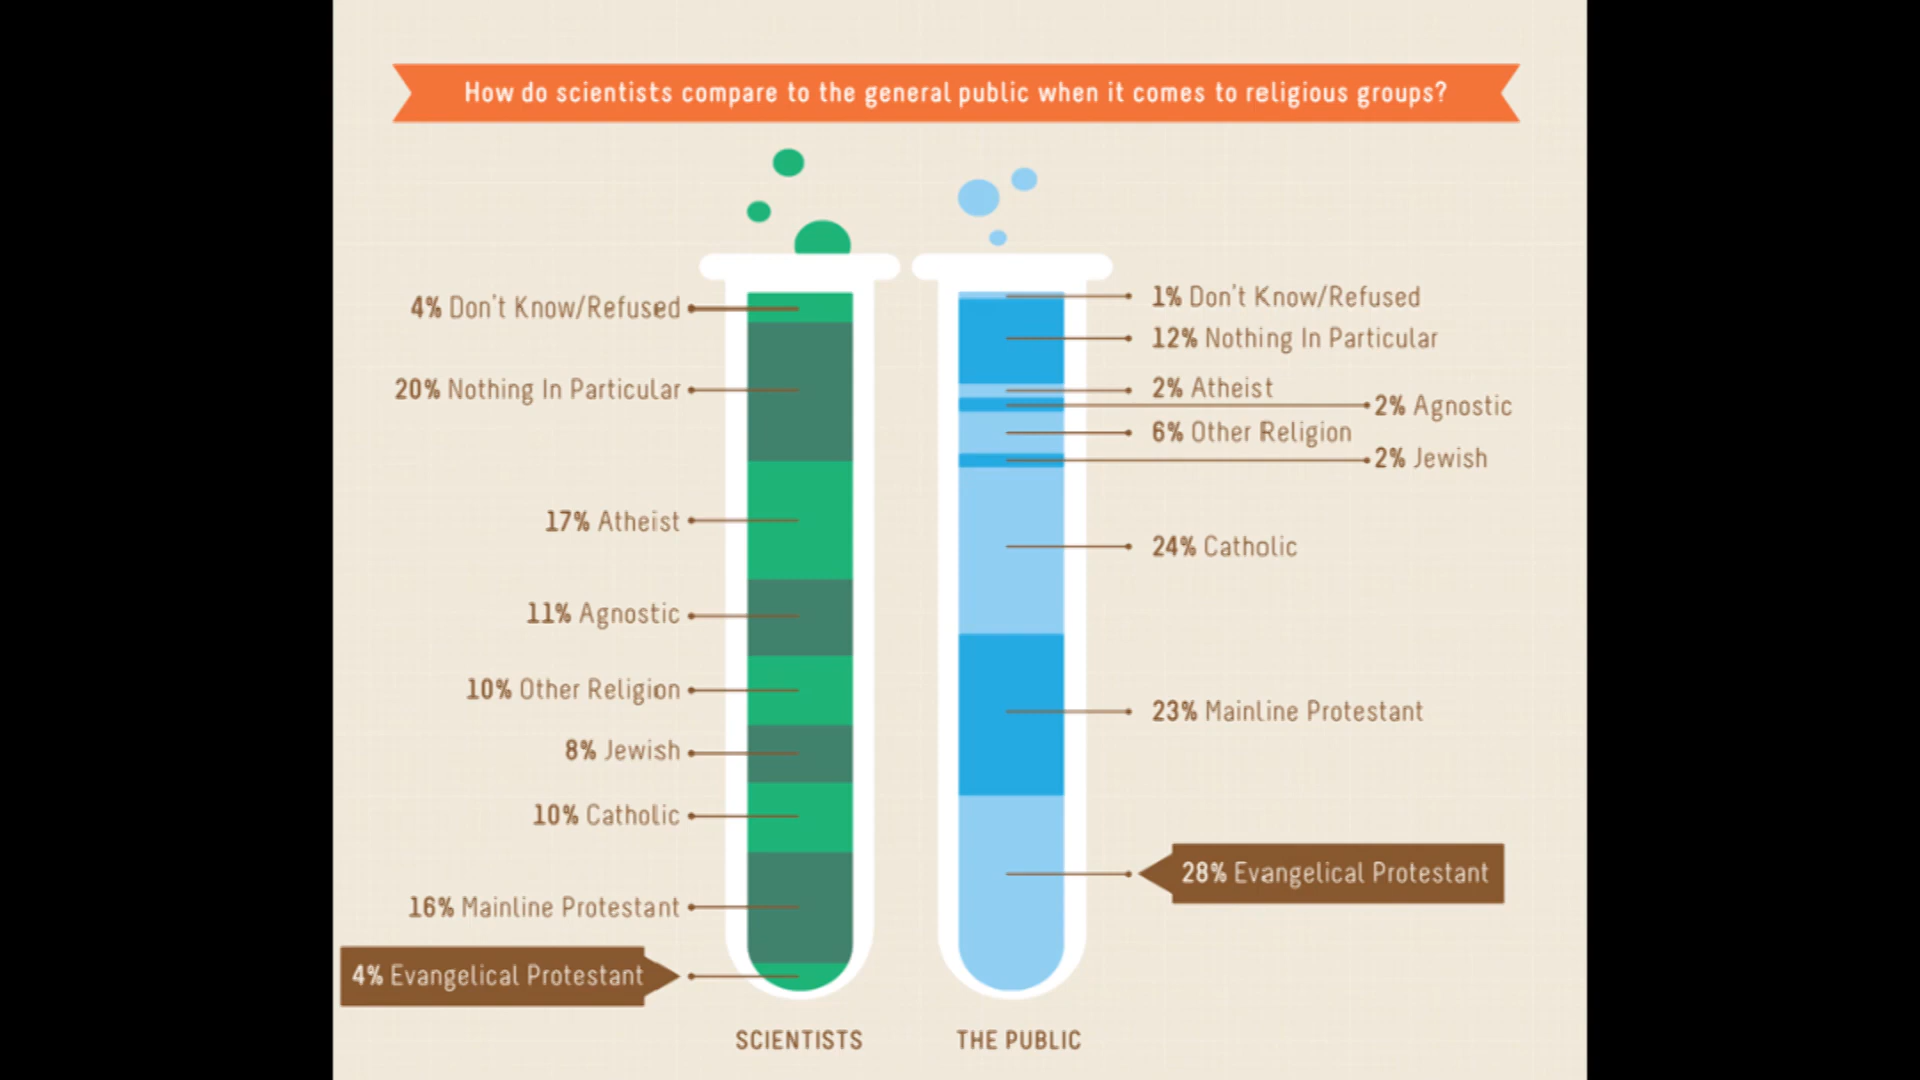 How do scientists compare to the general public when it comes to religious groups?
4% Don't Know/Refused
20% Nothing In Particular
17% Atheist
11% Agnostic
10% Other Religion
8% Jewish
10% Catholic
16% Mainline Protestant
4% Evangelical Protestant
SCIENTISTS
1% Don't Know/Refused
12% Nothing In Particular
2% Atheist
2% Agnostic
6% Other Religion
2% Jewish
24% Catholic
23% Mainline Protestant
28% Evangelical Protestant
THE PUBLIC